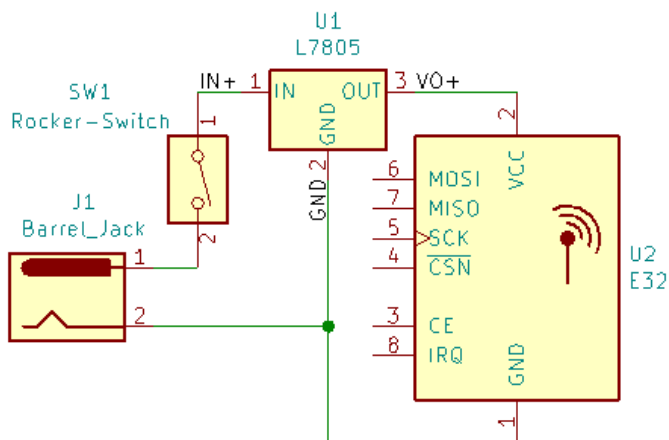 U1
L7805
IN+ 1 IN OUT 3 VO+
GND
2
GND
SW1
Rocker-Switch
1
2
J1
Barrel_Jack
1
2
2
VCC
6 MOSI
7 MISO
5 SCK
4 CSN
3 CE
8 IRQ
GND
1
U2
E32